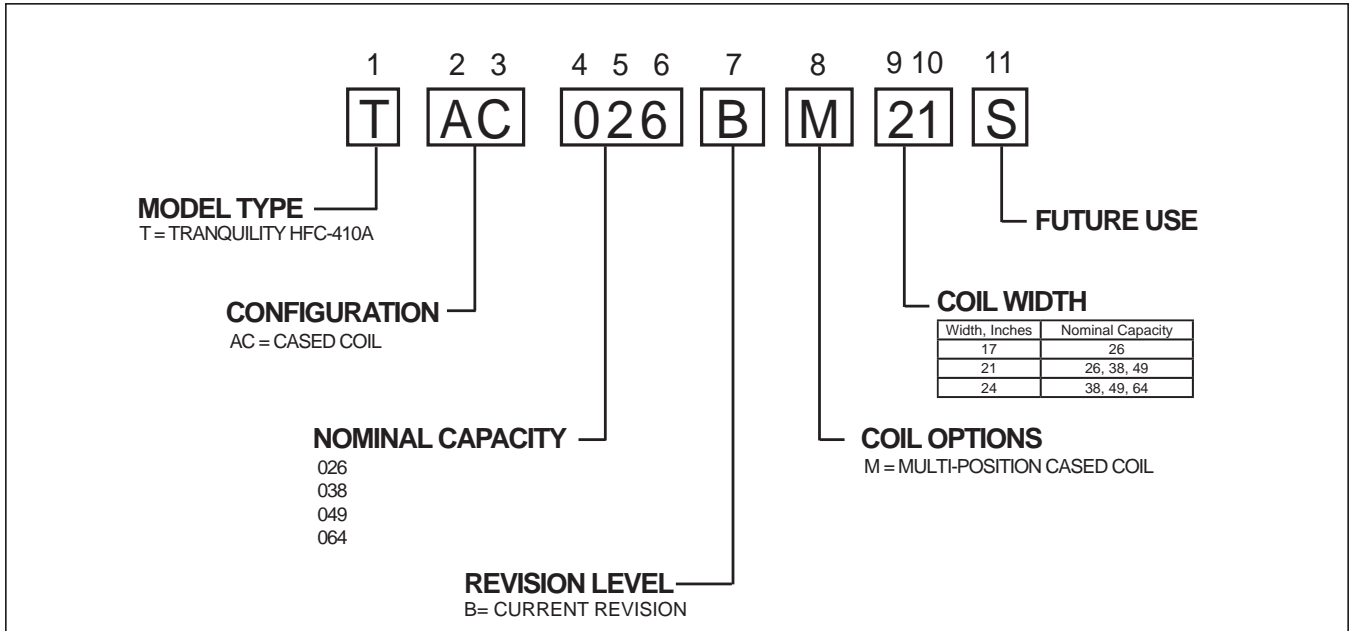 1 2 3 4 5 6 7 8 9 10 11
T AC 026 B M 21 S
MODEL TYPE
T = TRANQUILITY HFC-410A
FUTURE USE
CONFIGURATION
AC = CASED COIL
COIL WIDTH
Width, Inches Nominal Capacity
17 26
21 26, 38, 49
24 38, 49, 64
NOMINAL CAPACITY
026
038
049
064
COIL OPTIONS
M = MULTI-POSITION CASED COIL
REVISION LEVEL
B= CURRENT REVISION